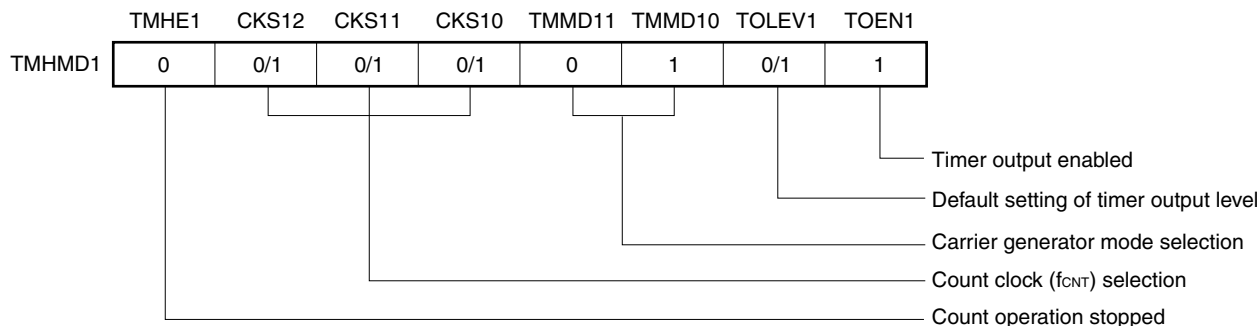 TMHE1 CKS12 CKS11 CKS10 TMMD11 TMMD10 TOLEV1 TOEN1
TMHMD1 0 0/1 0/1 0/1 0 1 0/1 1
Timer output enabled
Default setting of timer output level
Carrier generator mode selection
Count clock (fCNT) selection
Count operation stopped